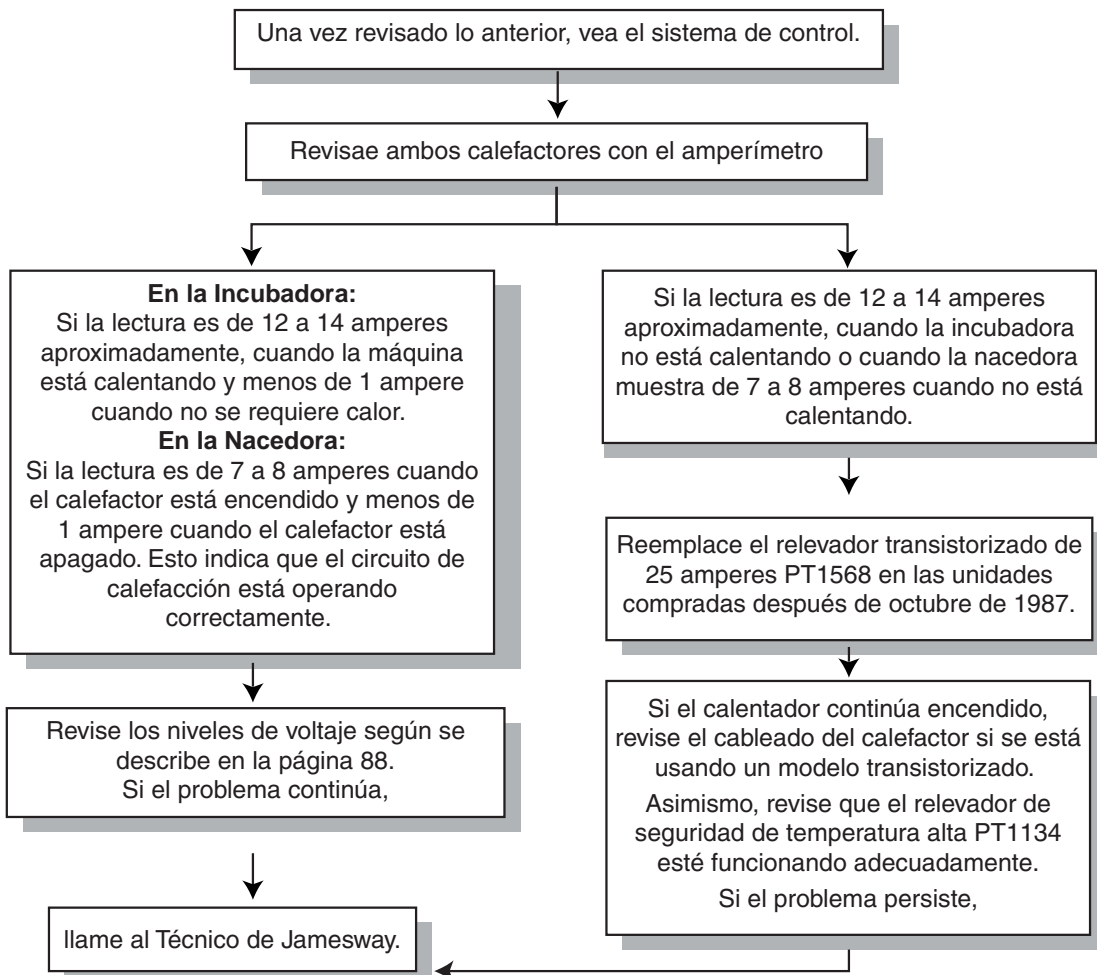 Una vez revisado lo anterior, vea el sistema de control.
Revisae ambos calefactores con el amperímetro
En la Incubadora:
Si la lectura es de 12 a 14 amperes
aproximadamente, cuando la máquina
está calentando y menos de 1 ampere
cuando no se requiere calor.
En la Nacedora:
Si la lectura es de 7 a 8 amperes cuando
el calefactor está encendido y menos de
1 ampere cuando el calefactor está
apagado. Esto indica que el circuito de
calefacción está operando
correctamente.
Revise los niveles de voltaje según se
describe en la página 88.
Si el problema continúa,
Si la lectura es de 12 a 14 amperes
aproximadamente, cuando la incubadora
no está calentando o cuando la nacedora
muestra de 7 a 8 amperes cuando no está
calentando.
Reemplace el relevador transistorizado de
25 amperes PT1568 en las unidades
compradas después de octubre de 1987.
Si el calentador continúa encendido,
revise el cableado del calefactor si se está
usando un modelo transistorizado.
Asimismo, revise que el relevador de
seguridad de temperatura alta PT1134
esté funcionando adecuadamente.
Si el problema persiste,
llame al Técnico de Jamesway.